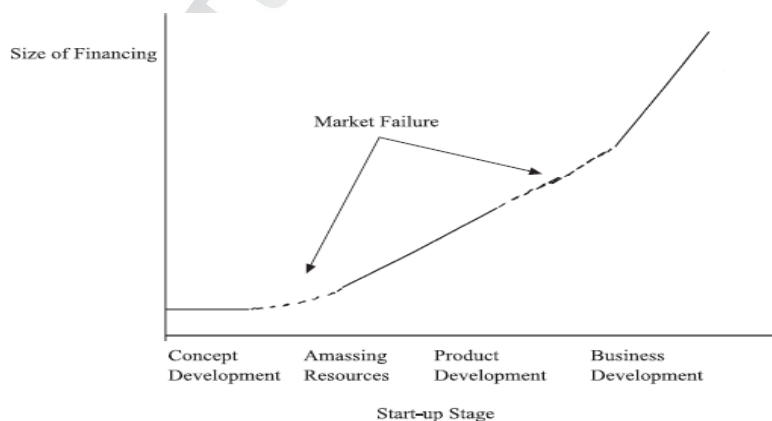 Size of Financing
Market Failure
Concept Development
Amassing Resources
Product Development
Business Development
Start-up Stage